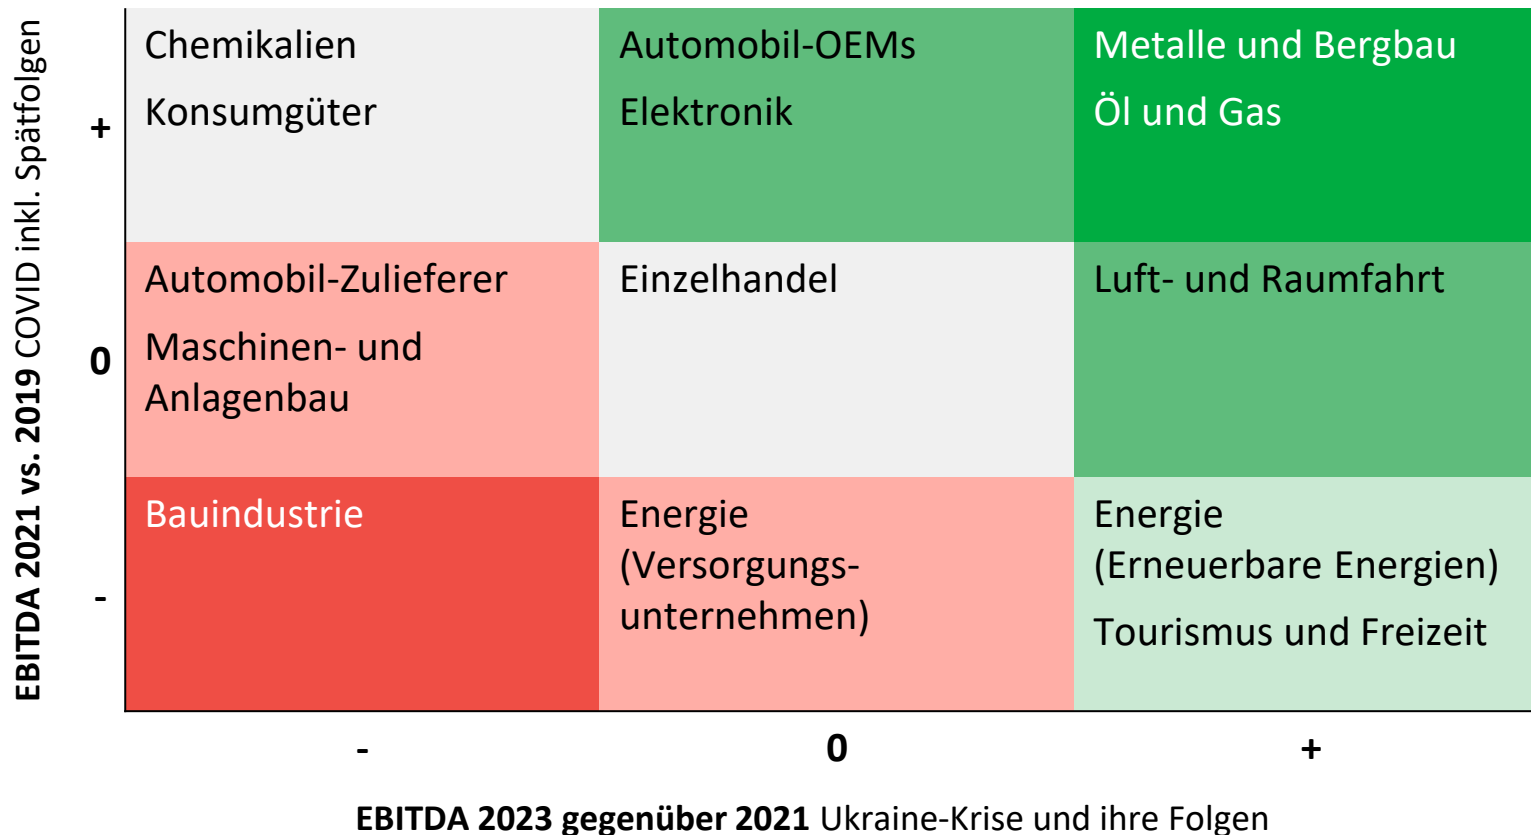 EBITDA 2021 vs. 2019 COVID inkl. Spätfolgen
+
Chemikalien
Konsumgüter
Automobil-OEMs
Elektronik
Metalle und Bergbau
Öl und Gas
0
Automobil-Zulieferer
Maschinen- und
Anlagenbau
Einzelhandel
Luft- und Raumfahrt
-
Bauindustrie
Energie
(Versorgungs-
unternehmen)
Energie
(Erneuerbare Energien)
Tourismus und Freizeit
-
0
+
EBITDA 2023 gegenüber 2021 Ukraine-Krise und ihre Folgen